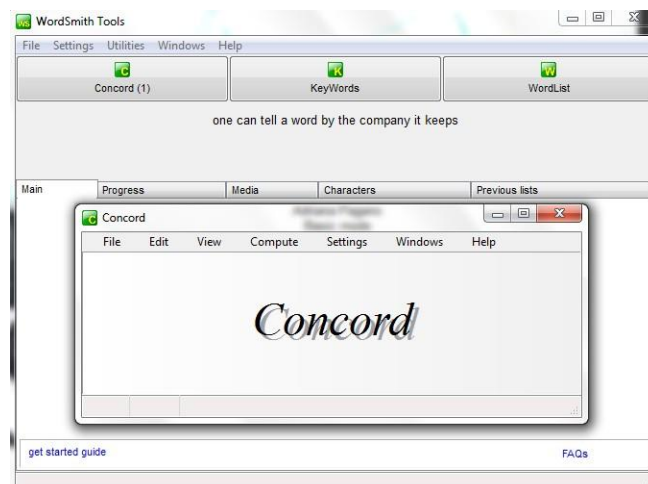 WS WordSmith Tools
File Settings Utilities Windows Help
C K W
Concord (1) KeyWords WordList
one can tell a word by the company it keeps
Main Progress Media Characters Previous lists
C Concord
File Edit View Compute Settings Windows Help
Concord
get started guide FAQs